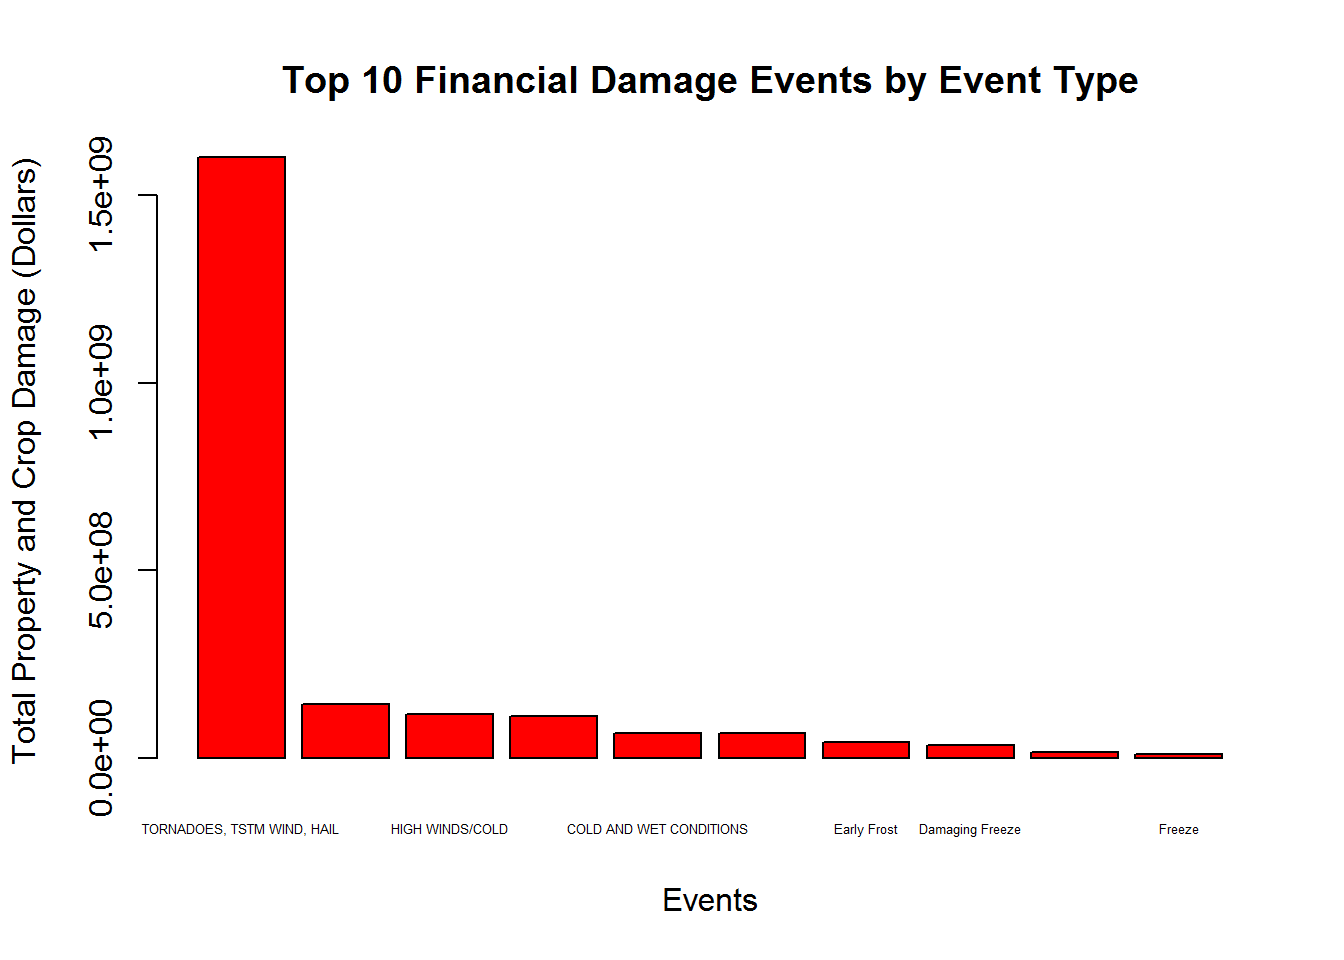 Top 10 Financial Damage Events by Event Type
Total Property and Crop Damage (Dollars)
1.5e+09
1.0e+09
5.0e+08
0.0e+00
TORNADOES, TSTM WIND, HAIL
HIGH WINDS/COLD
COLD AND WET CONDITIONS
Early Frost
Damaging Freeze
Freeze
Events